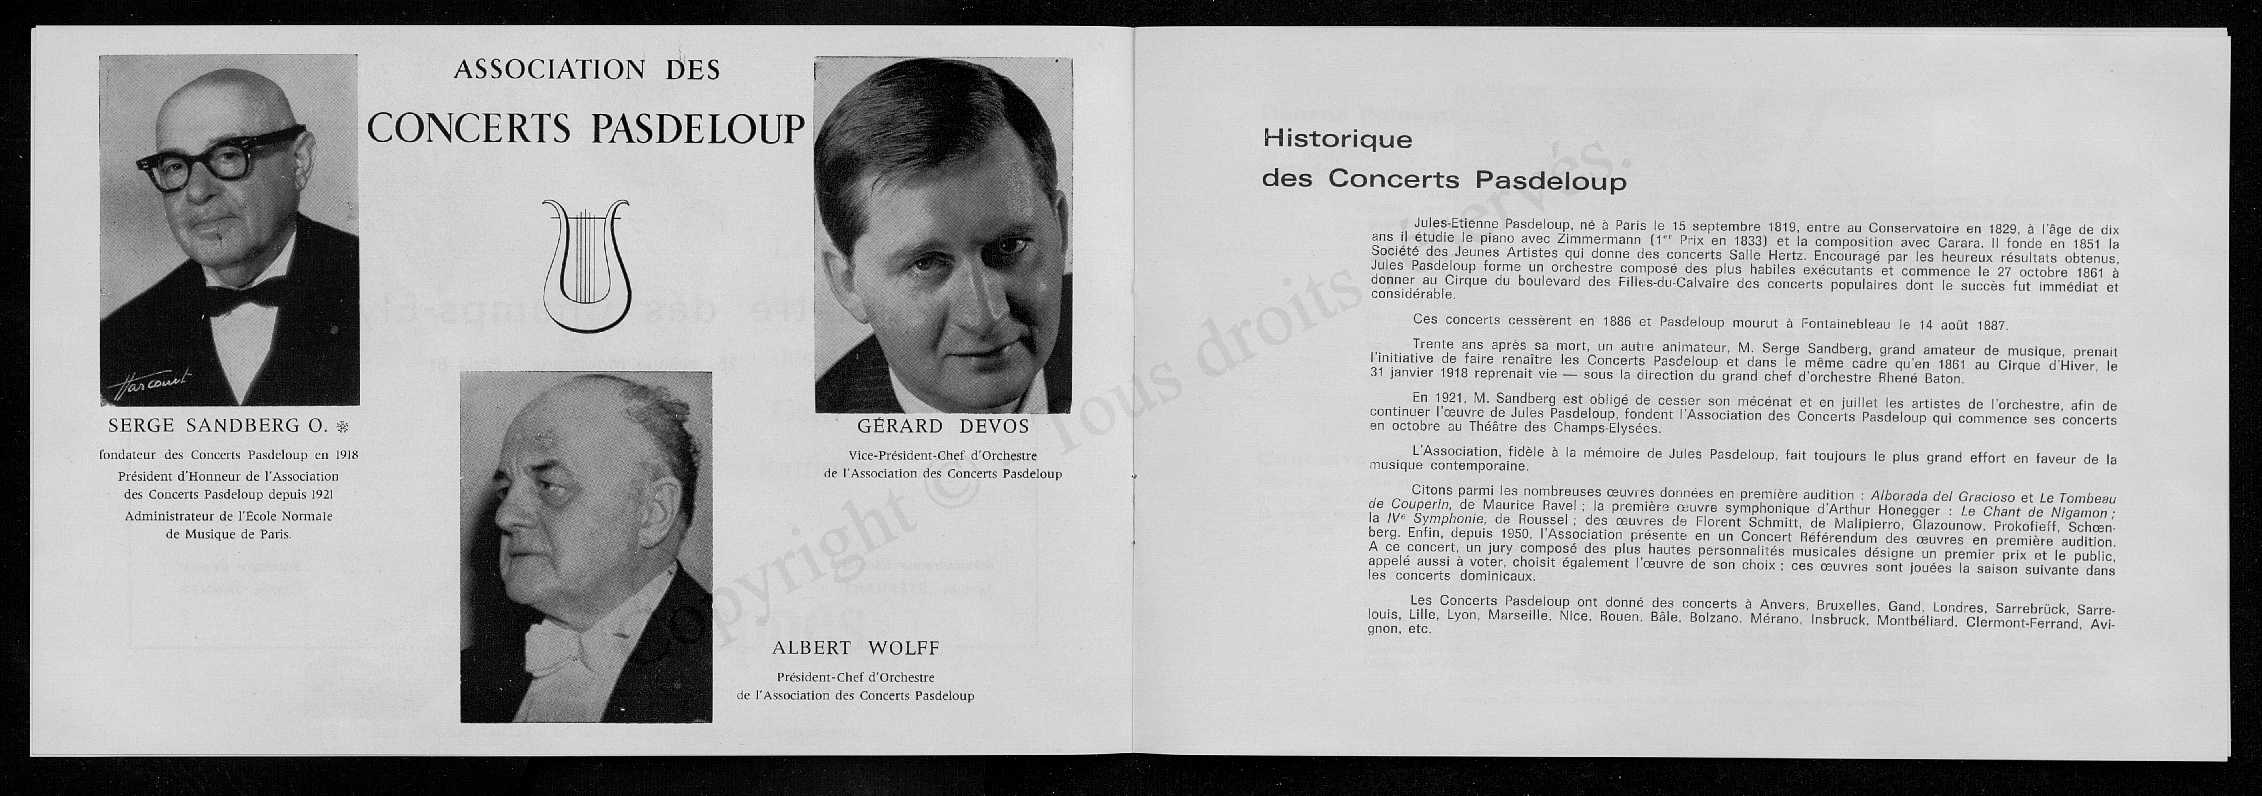 ASSOCIATION DES
CONCERTS PASDELOUP
Harcourt
SERGE SANDBERG O. ❊
fondateur des Concerts Pasdeloup en 1918
Président d'Honneur de l'Association
des Concerts Pasdeloup depuis 1921
Administrateur de l'École Normale
de Musique de Paris.
GÉRARD DEVOS
Vice-Président-Chef d'Orchestre
de l'Association des Concerts Pasdeloup
ALBERT WOLFF
Président-Chef d'Orchestre
de l'Association des Concerts Pasdeloup
Historique
des Concerts Pasdeloup
Jules-Etienne Pasdeloup, né à Paris le 15 septembre 1819, entre au Conservatoire en 1829, à l'âge de dix
ans il étudie le piano avec Zimmermann (1er Prix en 1833) et la composition avec Carara. Il fonde en 1851 la
Société des Jeunes Artistes qui donne des concerts Salle Hertz. Encouragé par les heureux résultats obtenus,
Jules Pasdeloup forme un orchestre composé des plus habiles exécutants et commence le 27 octobre 1861 à
donner au Cirque du boulevard des Filles-du-Calvaire des concerts populaires dont le succès fut immédiat et
considérable.
Ces concerts cessèrent en 1886 et Pasdeloup mourut à Fontainebleau le 14 août 1887.
Trente ans après sa mort, un autre animateur, M. Serge Sandberg, grand amateur de musique, prenait
l'initiative de faire renaître les Concerts Pasdeloup et dans le même cadre qu'en 1861 au Cirque d'Hiver, le
31 janvier 1918 reprenait vie — sous la direction du grand chef d'orchestre Rhené Baton.
En 1921, M. Sandberg est obligé de cesser son mécénat et en juillet les artistes de l'orchestre, afin de
continuer l'œuvre de Jules Pasdeloup, fondent l'Association des Concerts Pasdeloup qui commence ses concerts
en octobre au Théâtre des Champs-Elysées.
L'Association, fidèle à la mémoire de Jules Pasdeloup, fait toujours le plus grand effort en faveur de la
musique contemporaine.
Citons parmi les nombreuses œuvres données en première audition : Alborada del Gracioso et Le Tombeau
de Couperin, de Maurice Ravel ; la première œuvre symphonique d'Arthur Honegger : Le Chant de Nigamon ;
la IVe Symphonie, de Roussel ; des œuvres de Florent Schmitt, de Malipierro, Glazounow, Prokofieff, Schœn-
berg. Enfin, depuis 1950, l'Association présente en un Concert Référendum des œuvres en première audition.
A ce concert, un jury composé des plus hautes personnalités musicales désigne un premier prix et le public,
appelé aussi à voter, choisit également l'œuvre de son choix ; ces œuvres sont jouées la saison suivante dans
les concerts dominicaux.
Les Concerts Pasdeloup ont donné des concerts à Anvers, Bruxelles, Gand, Londres, Sarrebrück, Sarre-
louis, Lille, Lyon, Marseille, Nice, Rouen, Bâle, Bolzano, Mérano, Insbruck, Montbéliard, Clermont-Ferrand, Avi-
gnon, etc.
Copyright © Tous droits réservés.